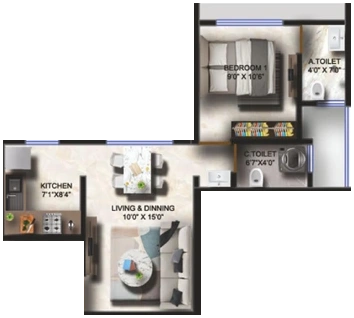 BEDROOM 1
9'0" X 10'6"
A.TOILET
4'0" X 7'0"
C.TOILET
6'7"X4'0"
KITCHEN
7'1"X8'4"
LIVING & DINNING
10'0" X 15'0"